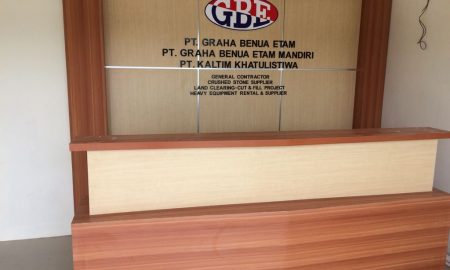 GBE
PT. GRAHA BENUA ETAM
PT. GRAHA BENUA ETAM MANDIRI
PT. KALTIM KHATULISTIWA
GENERAL CONTRACTOR
CRUSHED STONE SUPPLIER
LAND CLEARING-CUT & FILL PROJECT
HEAVY EQUIPMENT RENTAL & SUPPLIER